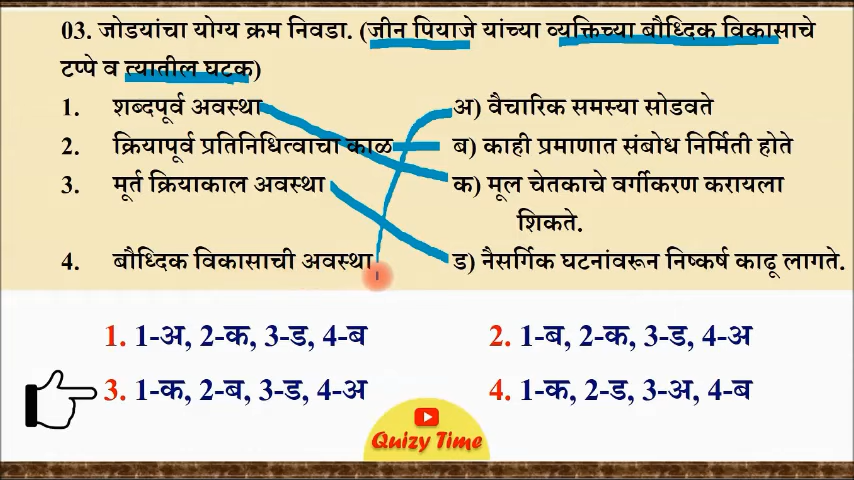 03. जोडयांचा योग्य क्रम निवडा. (जीन पियाजे यांच्या व्यक्तिच्या बौध्दिक विकासाचे
टप्पे व त्यातील घटक)
1. शब्दपूर्व अवस्था अ) वैचारिक समस्या सोडवते
2. क्रियापूर्व प्रतिनिधित्वाचा काळ ब) काही प्रमाणात संबोध निर्मिती होते
3. मूर्त क्रियाकाल अवस्था क) मूल चेतकाचे वर्गीकरण करायला
शिकते.
4. बौध्दिक विकासाची अवस्था ड) नैसर्गिक घटनांवरून निष्कर्ष काढू लागते.
1. 1-अ, 2-क, 3-ड, 4-ब 2. 1-ब, 2-क, 3-ड, 4-अ
3. 1-क, 2-ब, 3-ड, 4-अ 4. 1-क, 2-ड, 3-अ, 4-ब
Quizy Time